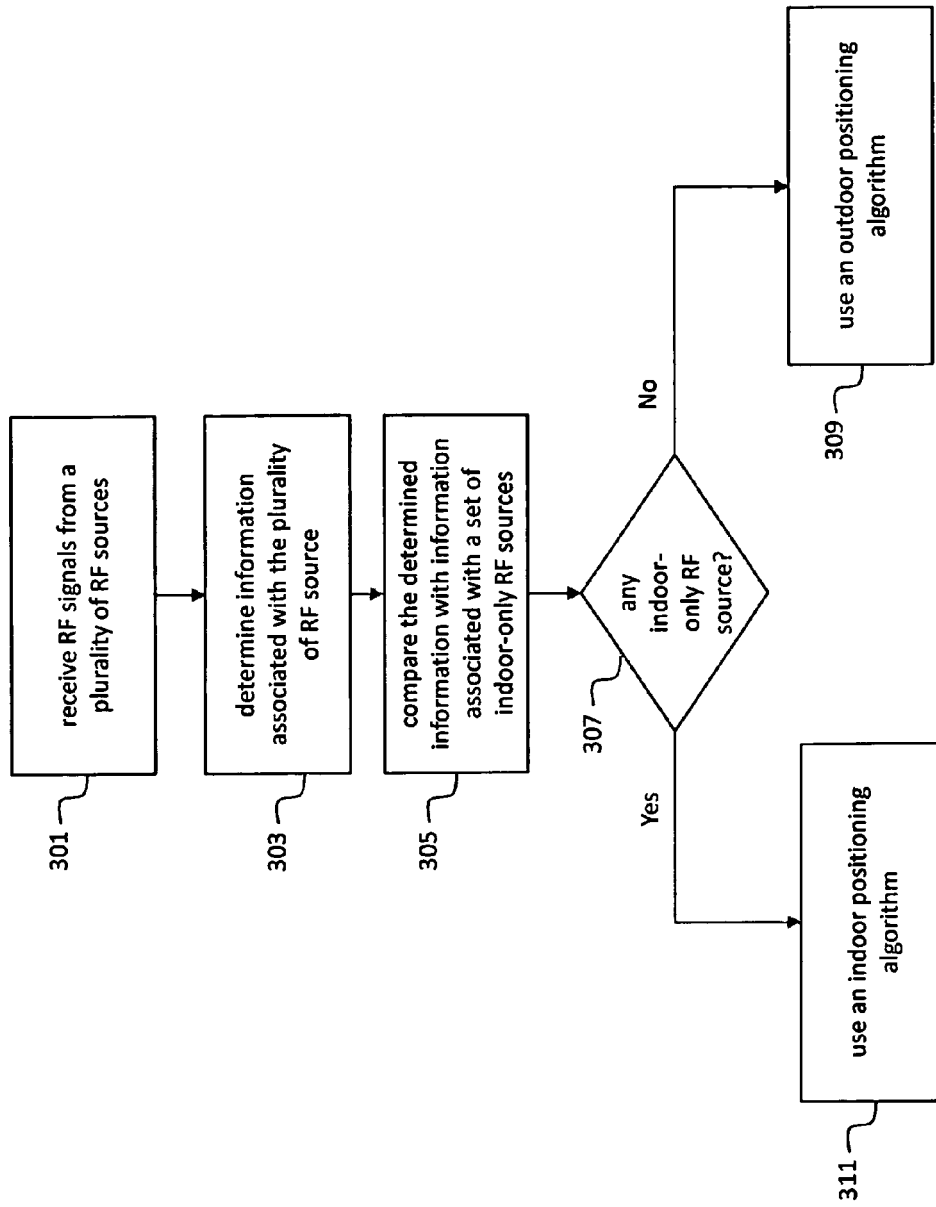 receive RF signals from a
plurality of RF sources
301
determine information
associated with the plurality
of RF source
303
compare the determined
information with information
associated with a set of
indoor-only RF sources
305
any
indoor-
only RF
source?
307
Yes
No
use an indoor positioning
algorithm
311
use an outdoor positioning
algorithm
309